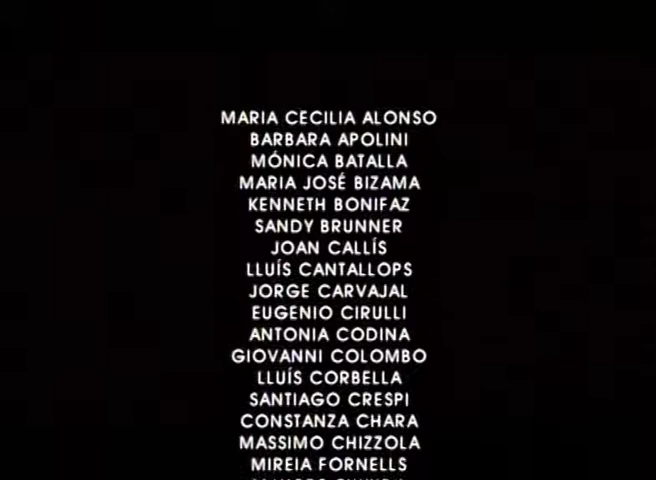 MARIA CECILIA ALONSO
BARBARA APOLINI
MÓNICA BATALLA
MARIA JOSÉ BIZAMA
KENNETH BONIFAZ
SANDY BRUNNER
JOAN CALLÍS
LLUÍS CANTALLOPS
JORGE CARVAJAL
EUGENIO CIRULLI
ANTONIA CODINA
GIOVANNI COLOMBO
LLUÍS CORBELLA
SANTIAGO CRESPI
CONSTANZA CHARA
MASSIMO CHIZZOLA
MIREIA FORNELLS